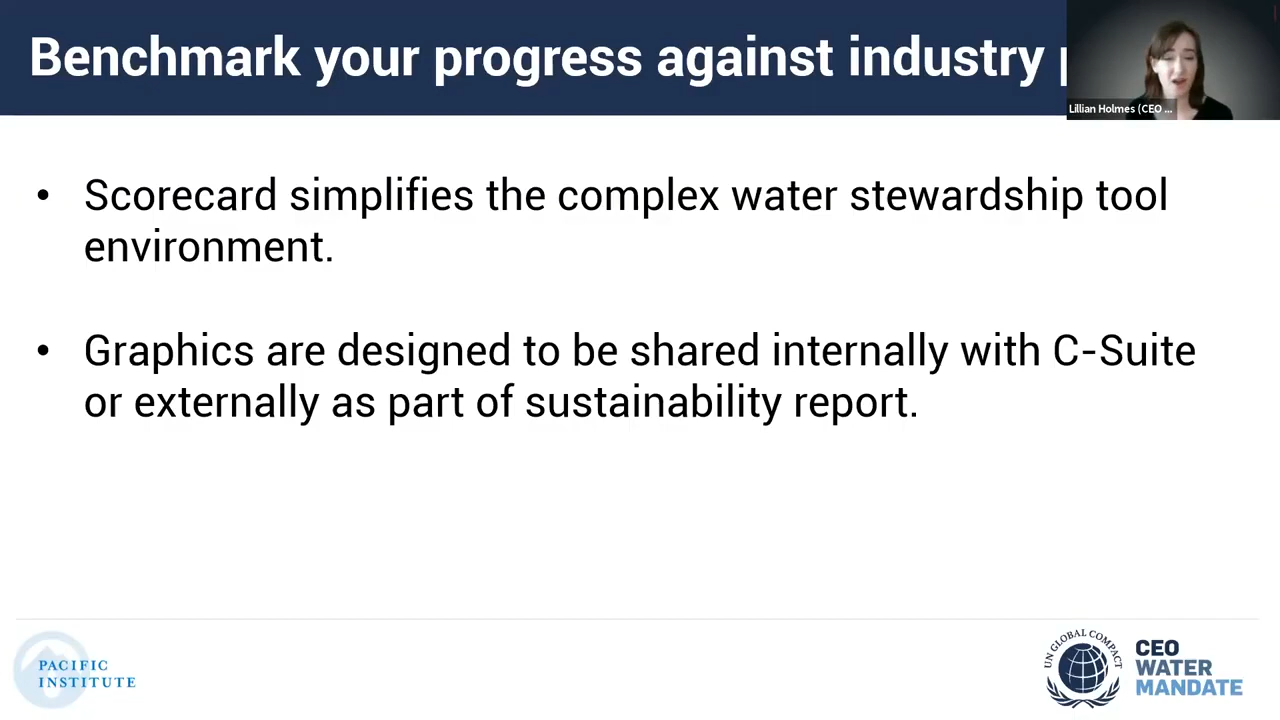 Benchmark your progress against industry
Lillian Holmes (CEO ...
• Scorecard simplifies the complex water stewardship tool
environment.
• Graphics are designed to be shared internally with C-Suite
or externally as part of sustainability report.
PACIFIC
INSTITUTE
UN GLOBAL COMPACT
CEO
WATER
MANDATE